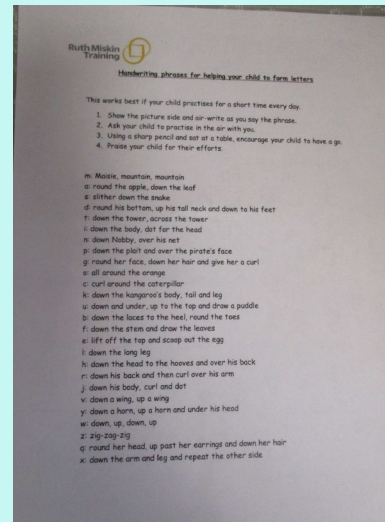 Ruth Miskin
Training
Handwriting phrases for helping your child to form letters
This works best if your child practises for a short time every day.
1. Show the picture side and air-write as you say the phrase.
2. Ask your child to practise in the air with you.
3. Using a sharp pencil and sat at a table, encourage your child to have a go.
4. Praise your child for their efforts.
m: Maisie, mountain, mountain
a: round the apple, down the leaf
s: slither down the snake
d: round his bottom, up his tall neck and down to his feet
t: down the tower, across the tower
i: down the body, dot for the head
n: down Nobby, over his net
p: down the plait and over the pirate's face
g: round her face, down her hair and give her a curl
o: all around the orange
c: curl around the caterpillar
k: down the kangaroo's body, tail and leg
u: down and under, up to the top and draw a puddle
b: down the laces to the heel, round the toes
f: down the stem and draw the leaves
e: lift off the top and scoop out the egg
l: down the long leg
h: down the head to the hooves and over his back
r: down his back and then curl over his arm
j: down his body, curl and dot
v: down a wing, up a wing
y: down a horn, up a horn and under his head
w: down, up, down, up
z: zig-zag-zig
q: round her head, up past her earrings and down her hair
x: down the arm and leg and repeat the other side